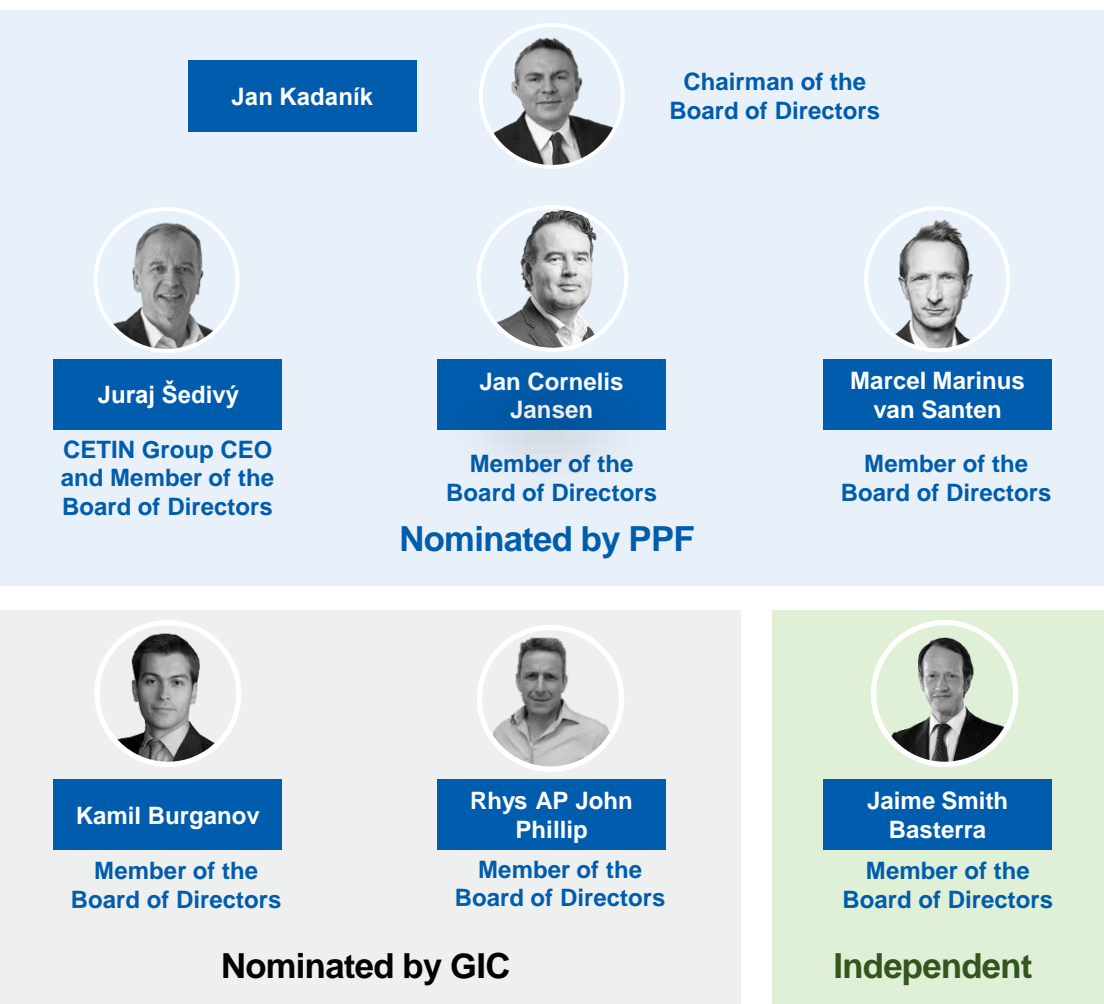 Jan Kadaník
Chairman of the
Board of Directors
Juraj Šedivý
CETIN Group CEO
and Member of the
Board of Directors
Jan Cornelis
Jansen
Member of the
Board of Directors
Marcel Marinus
van Santen
Member of the
Board of Directors
Nominated by PPF
Kamil Burganov
Member of the
Board of Directors
Rhys AP John
Phillip
Member of the
Board of Directors
Nominated by GIC
Jaime Smith
Basterra
Member of the
Board of Directors
Independent